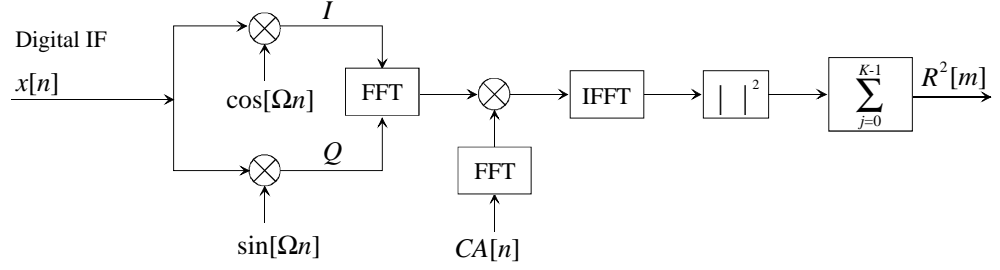 Digital IF
x[n]
I
cos[Ωn]
Q
sin[Ωn]
FFT
FFT
CA[n]
IFFT
| |²
K-1
∑
j=0
R²[m]